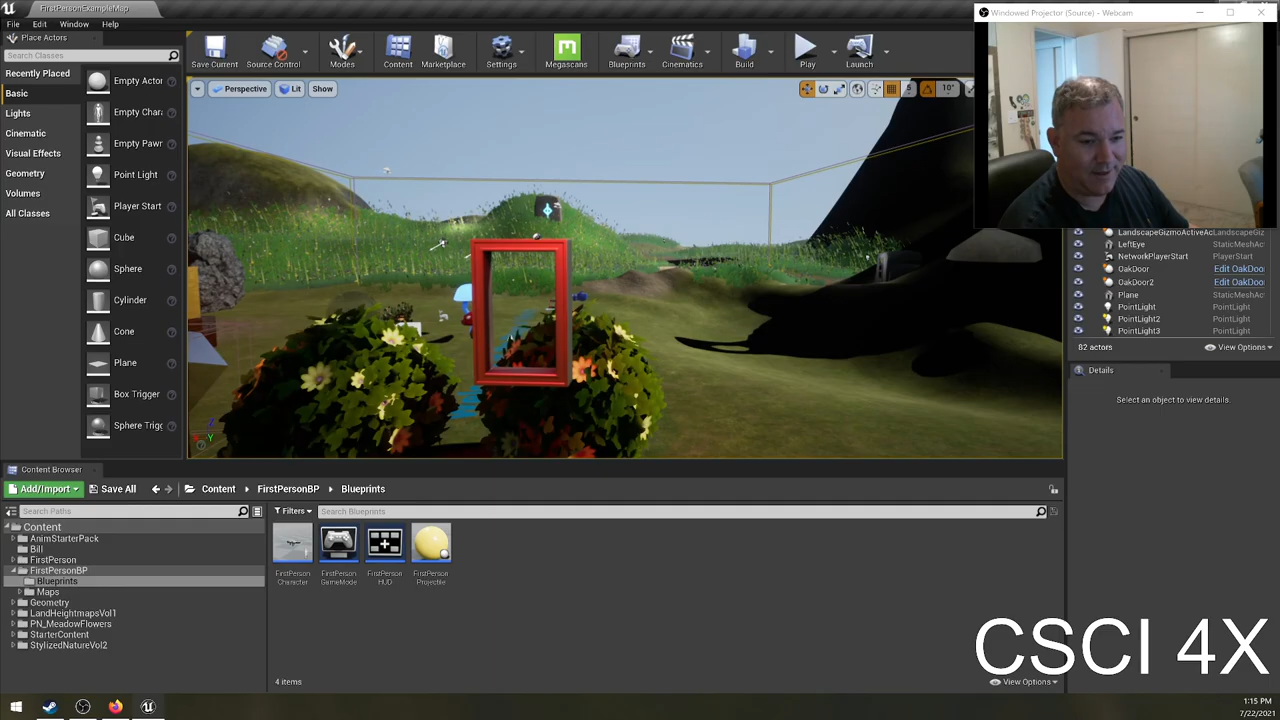 FirstPersonExampleMap
File Edit Window Help
Windowed Projector (Source) - Webcam
Place Actors
Search Classes
Save Current
Source Control
Modes
Content
Marketplace
Settings
Megascans
Blueprints
Cinematics
Build
Play
Launch
Recently Played
Basic
Lights
Cinematic
Visual Effects
Geometry
Volumes
All Classes
Empty Actor
Empty Chara
Empty Pawn
Point Light
Player Start
Cube
Sphere
Cylinder
Cone
Plane
Box Trigger
Sphere Trigg
Perspective
Lit
Show
5
10°
LandscapeGizmoActiveAc LandscapeGiz
LeftEye StaticMeshAc
NetworkPlayerStart PlayerStart
OakDoor Edit OakDoo
OakDoor2 Edit OakDoo
Plane StaticMeshAc
PointLight PointLight
PointLight2 PointLight
PointLight3 PointLight
82 actors
View Options
Details
Select an object to view details.
Content Browser
Add/Import
Save All
Content
FirstPersonBP
Blueprints
Search Paths
Filters
Search Blueprints
Content
AnimStarterPack
Bill
FirstPerson
FirstPersonBP
Blueprints
Maps
Geometry
LandHeightmapsVol1
PN_MeadowFlowers
StarterContent
StylizedNatureVol2
FirstPerson
Character
FirstPerson
GameMode
FirstPerson
HUD
FirstPerson
Projectile
4 items
View Options
CSCI 4X
1:15 PM
7/22/2021